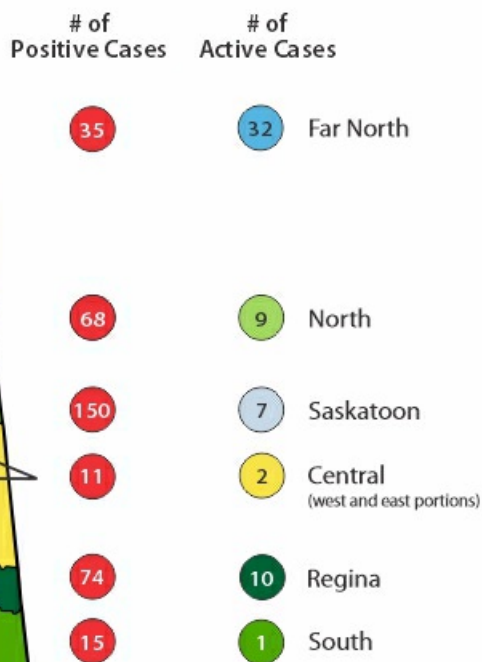 # of # of
Positive Cases Active Cases
35 32 Far North
68 9 North
150 7 Saskatoon
11 2 Central
(west and east portions)
74 10 Regina
15 1 South